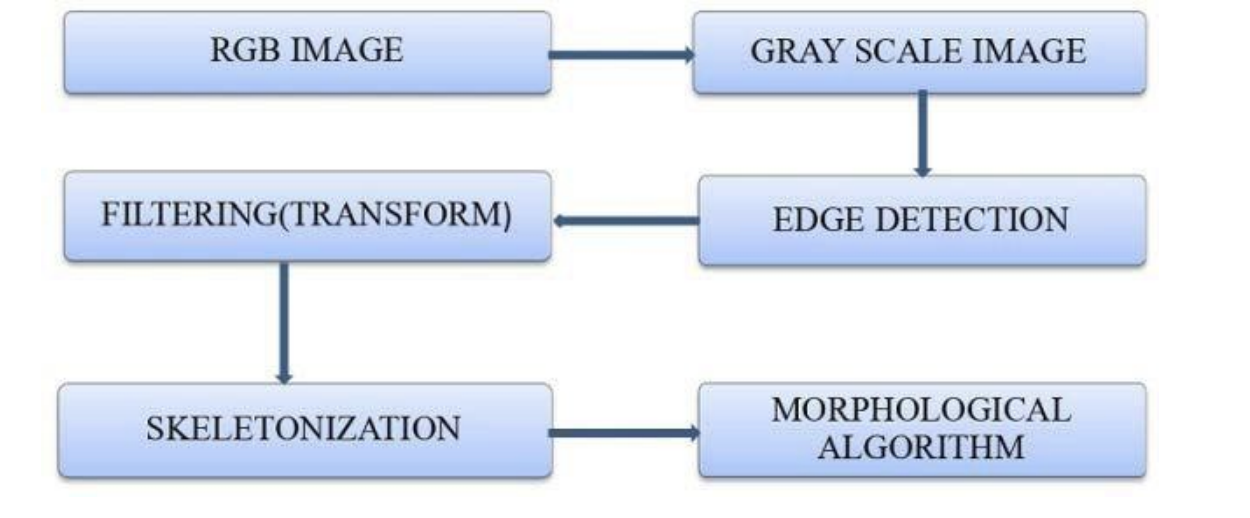 RGB IMAGE
GRAY SCALE IMAGE
EDGE DETECTION
FILTERING(TRANSFORM)
SKELETONIZATION
MORPHOLOGICAL
ALGORITHM